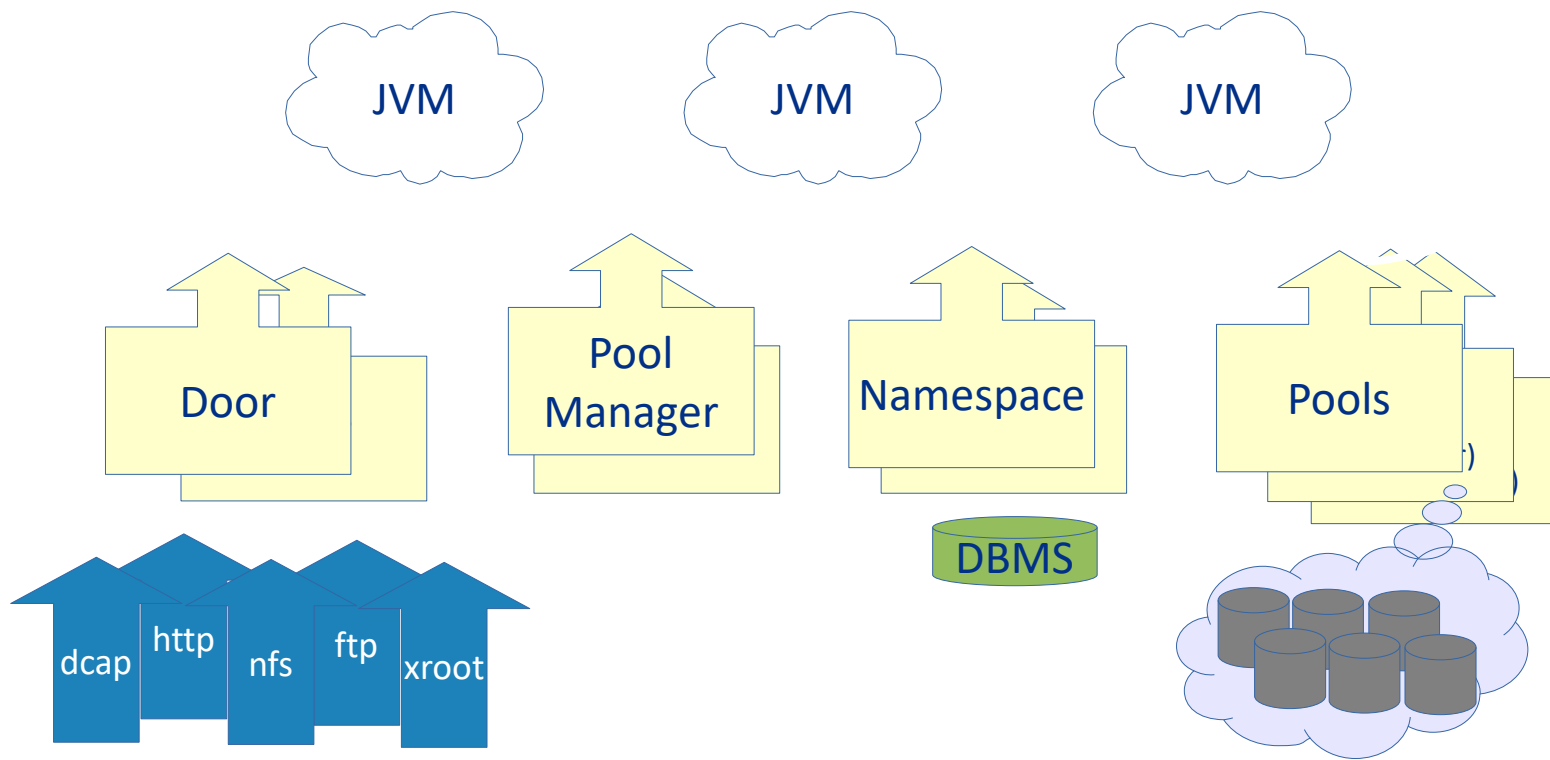 JVM
JVM
JVM
Door
Pool
Manager
Namespace
Pools
r)
)
DBMS
dcap
http
nfs
ftp
xroot